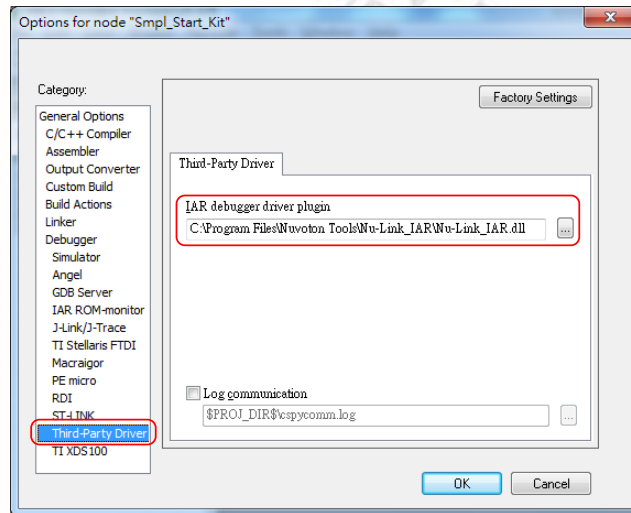 Options for node "Smpl_Start_Kit"
Category:
Factory Settings
General Options
C/C++ Compiler
Assembler
Output Converter
Custom Build
Build Actions
Linker
Debugger
Simulator
Angel
GDB Server
IAR ROM-monitor
J-Link/J-Trace
TI Stellaris FTDI
Macraigor
PE micro
RDI
ST-LINK
Third-Party Driver
TI XDS100
Third-Party Driver
IAR debugger driver plugin
C:\Program Files\Nuvoton Tools\Nu-Link_IAR\Nu-Link_IAR.dll
...
Log communication
$PROJ_DIR$\cspycomm.log
...
OK
Cancel